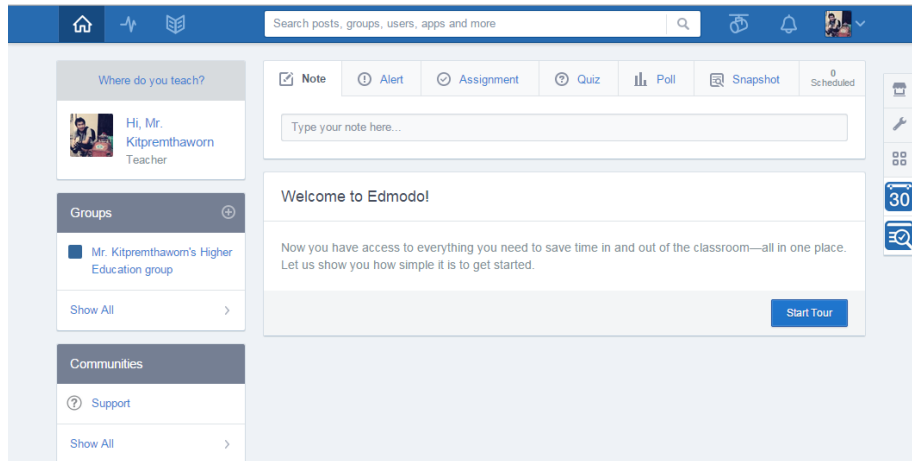 Search posts, groups, users, apps and more
Where do you teach?
Hi, Mr.
Kitpremthaworn
Teacher
Groups
Mr. Kitpremthaworn's Higher
Education group
Show All
Communities
Support
Show All
Note
Alert
Assignment
Quiz
Poll
Snapshot
0
Scheduled
Type your note here...
Welcome to Edmodo!
Now you have access to everything you need to save time in and out of the classroom—all in one place.
Let us show you how simple it is to get started.
Start Tour
30